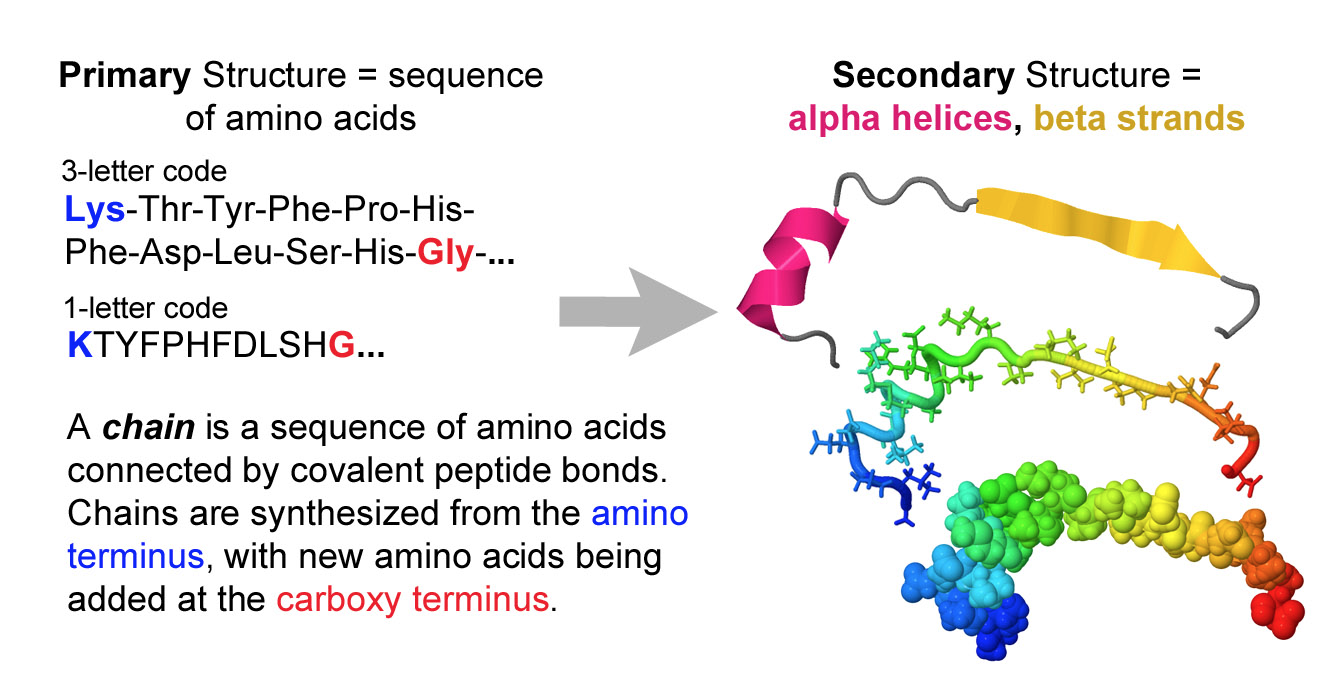 Primary Structure = sequence
of amino acids
3-letter code
Lys-Thr-Tyr-Phe-Pro-His-
Phe-Asp-Leu-Ser-His-Gly-...
1-letter code
KTYFPHFDLSHG...
A chain is a sequence of amino acids
connected by covalent peptide bonds.
Chains are synthesized from the amino
terminus, with new amino acids being
added at the carboxy terminus.
Secondary Structure =
alpha helices, beta strands